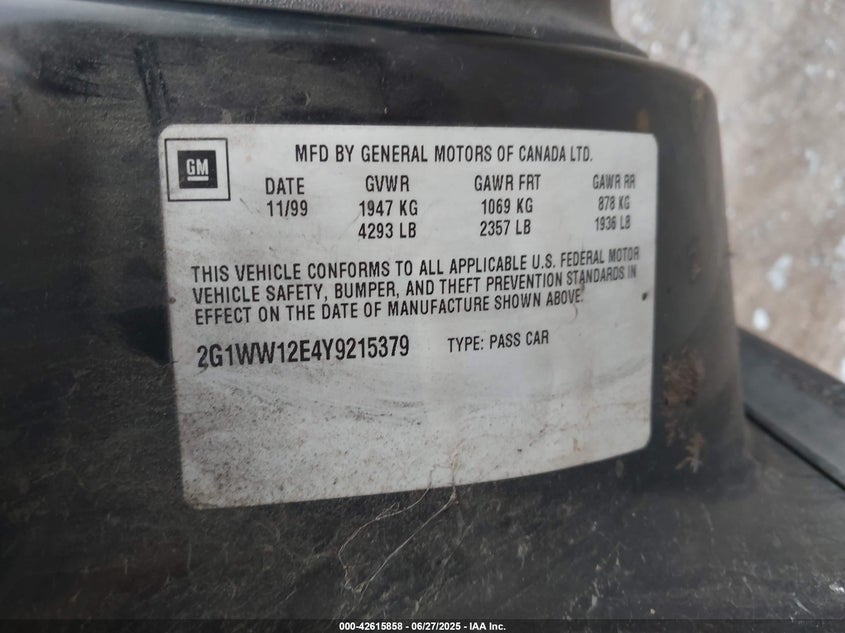 GM
MFD BY GENERAL MOTORS OF CANADA LTD.
DATE GVWR GAWR FRT GAWR RR
11/99 1947 KG 1069 KG 878 KG
4293 LB 2357 LB 1936 LB
THIS VEHICLE CONFORMS TO ALL APPLICABLE U.S. FEDERAL MOTOR
VEHICLE SAFETY, BUMPER, AND THEFT PREVENTION STANDARDS IN
EFFECT ON THE DATE OF MANUFACTURE SHOWN ABOVE.
2G1WW12E4Y9215379 TYPE: PASS CAR
000-42615858 - 06/27/2025 - IAA Inc.